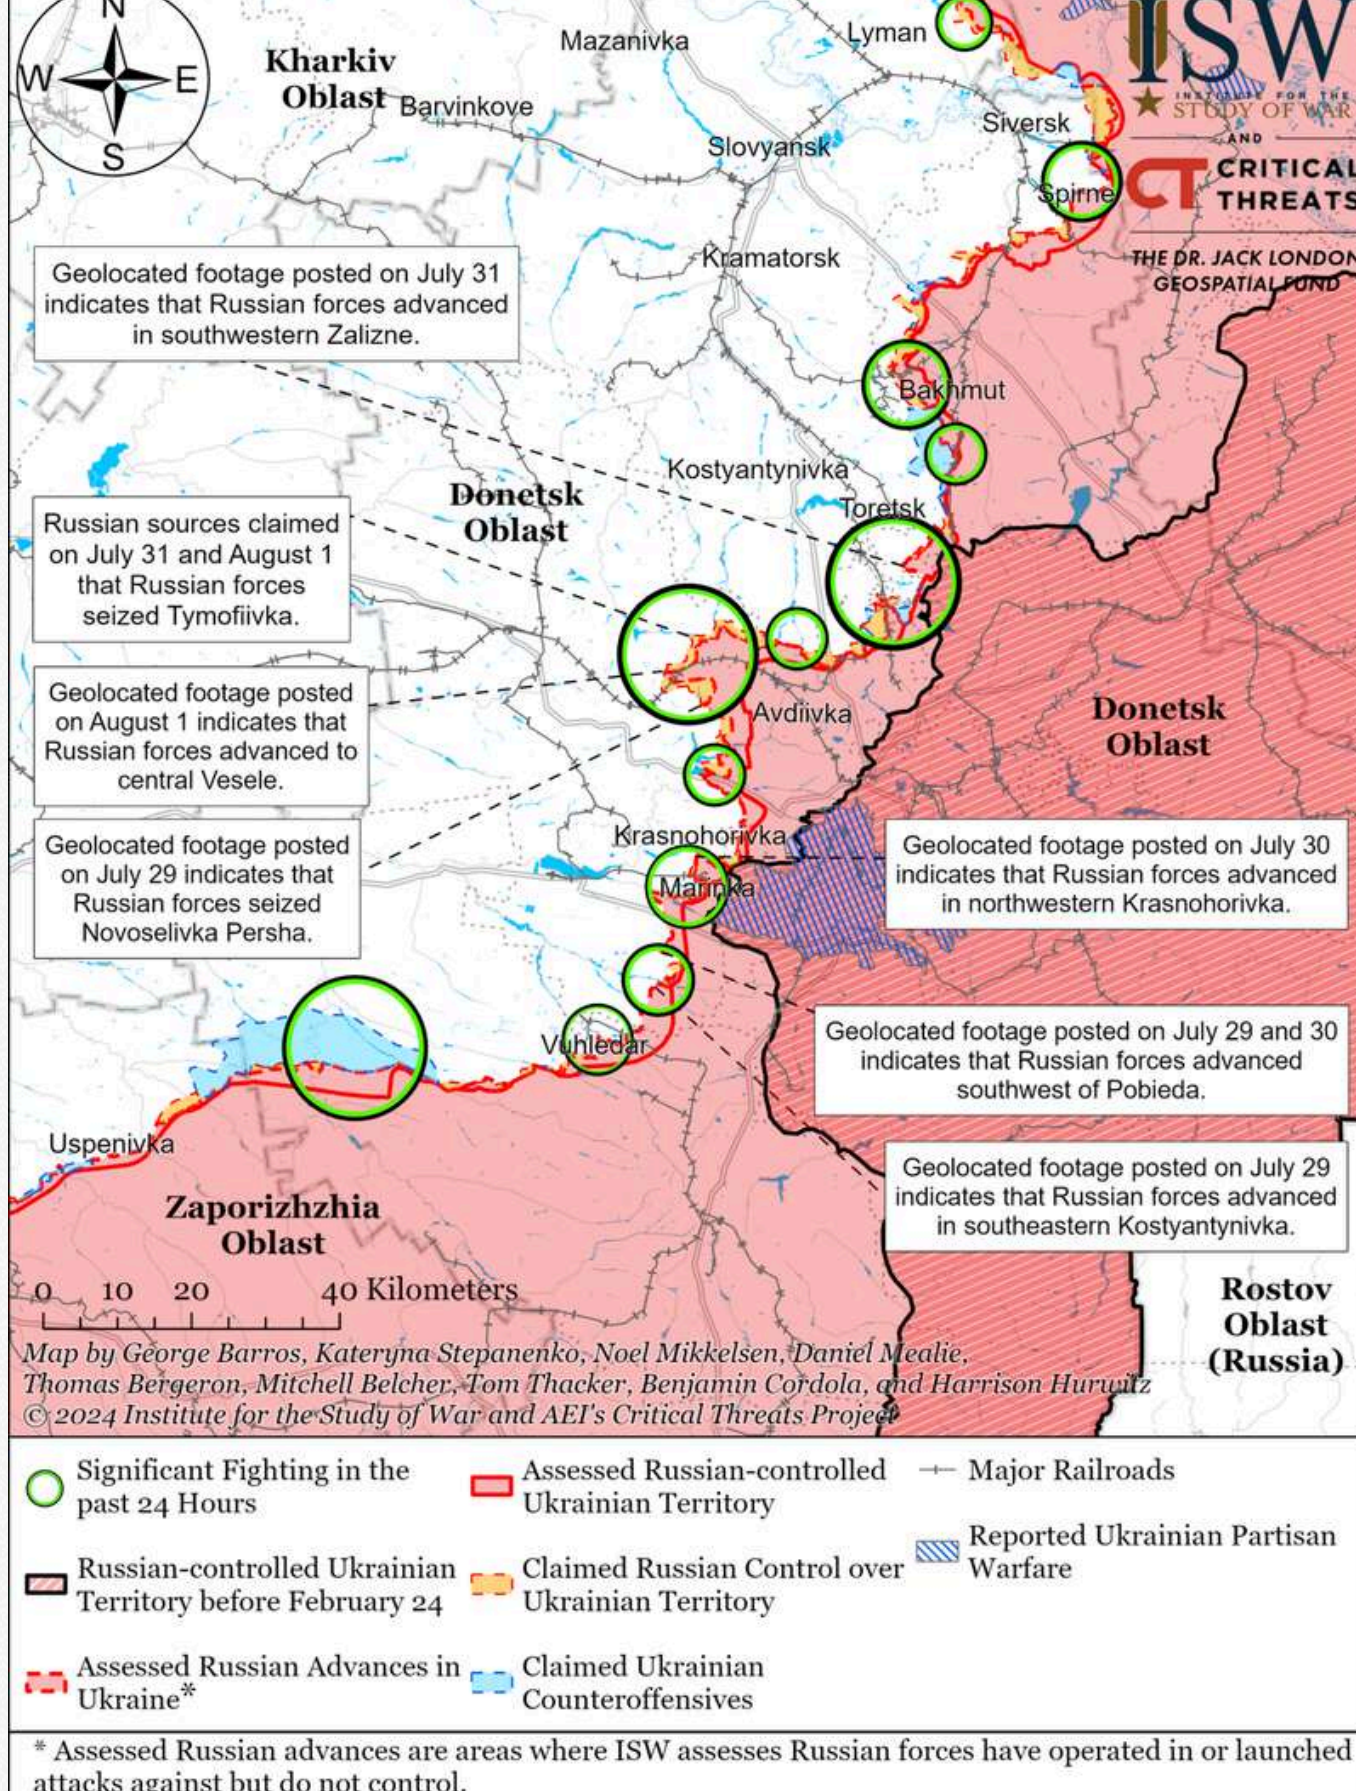 N
W
E
S
Kharkiv
Oblast
Mazanivka
Lyman
ISW
INSTITUTE FOR THE
STUDY OF WAR
AND
CT CRITICAL
THREATS
THE DR. JACK LONDON
GEOSPATIAL FUND
Barvinkove
Slovyansk
Siversk
Spirne
Kramatorsk
Geolocated footage posted on July 31
indicates that Russian forces advanced
in southwestern Zalizne.
Bakhmut
Kostyantynivka
Donetsk
Oblast
Toretsk
Russian sources claimed
on July 31 and August 1
that Russian forces
seized Tymofiivka.
Geolocated footage posted
on August 1 indicates that
Russian forces advanced to
central Vesele.
Avdiivka
Donetsk
Oblast
Geolocated footage posted
on July 29 indicates that
Russian forces seized
Novoselivka Persha.
Krasnohorivka
Marinka
Geolocated footage posted on July 30
indicates that Russian forces advanced
in northwestern Krasnohorivka.
Vuhledar
Geolocated footage posted on July 29 and 30
indicates that Russian forces advanced
southwest of Pobieda.
Uspenivka
Geolocated footage posted on July 29
indicates that Russian forces advanced
in southeastern Kostyantynivka.
Zaporizhzhia
Oblast
Rostov
Oblast
(Russia)
0 10 20 40 Kilometers
Map by George Barros, Kateryna Stepanenko, Noel Mikkelsen, Daniel Mealie,
Thomas Bergeron, Mitchell Belcher, Tom Thacker, Benjamin Cordola, and Harrison Hurwitz
© 2024 Institute for the Study of War and AEI's Critical Threats Project
Significant Fighting in the
past 24 Hours
Russian-controlled Ukrainian
Territory before February 24
Assessed Russian Advances in
Ukraine*
Assessed Russian-controlled
Ukrainian Territory
Claimed Russian Control over
Ukrainian Territory
Claimed Ukrainian
Counteroffensives
Major Railroads
Reported Ukrainian Partisan
Warfare
* Assessed Russian advances are areas where ISW assesses Russian forces have operated in or launched
attacks against but do not control.